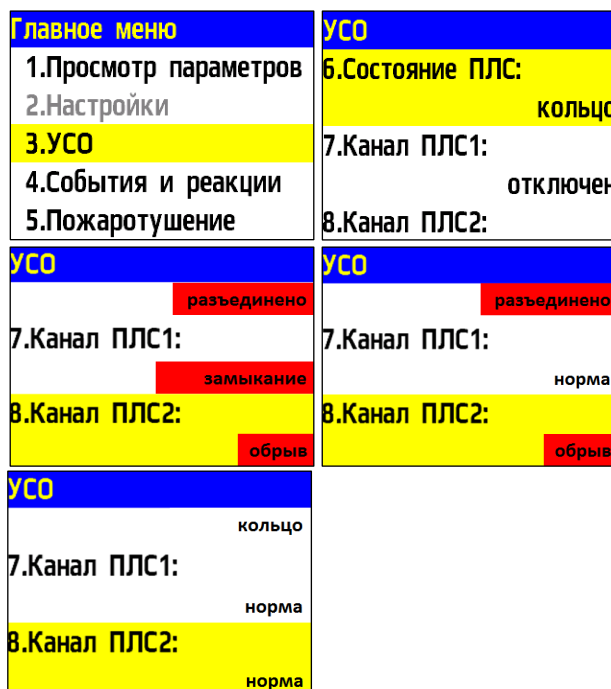 Главное меню
1.Просмотр параметров
2.Настройки
3.УСО
4.События и реакции
5.Пожаротушение
УСО
6.Состояние ПЛС:
кольцо
7.Канал ПЛС1:
отключен
8.Канал ПЛС2:
УСО
разъединено
7.Канал ПЛС1:
замыкание
8.Канал ПЛС2:
обрыв
УСО
разъединено
7.Канал ПЛС1:
норма
8.Канал ПЛС2:
обрыв
УСО
кольцо
7.Канал ПЛС1:
норма
8.Канал ПЛС2:
норма